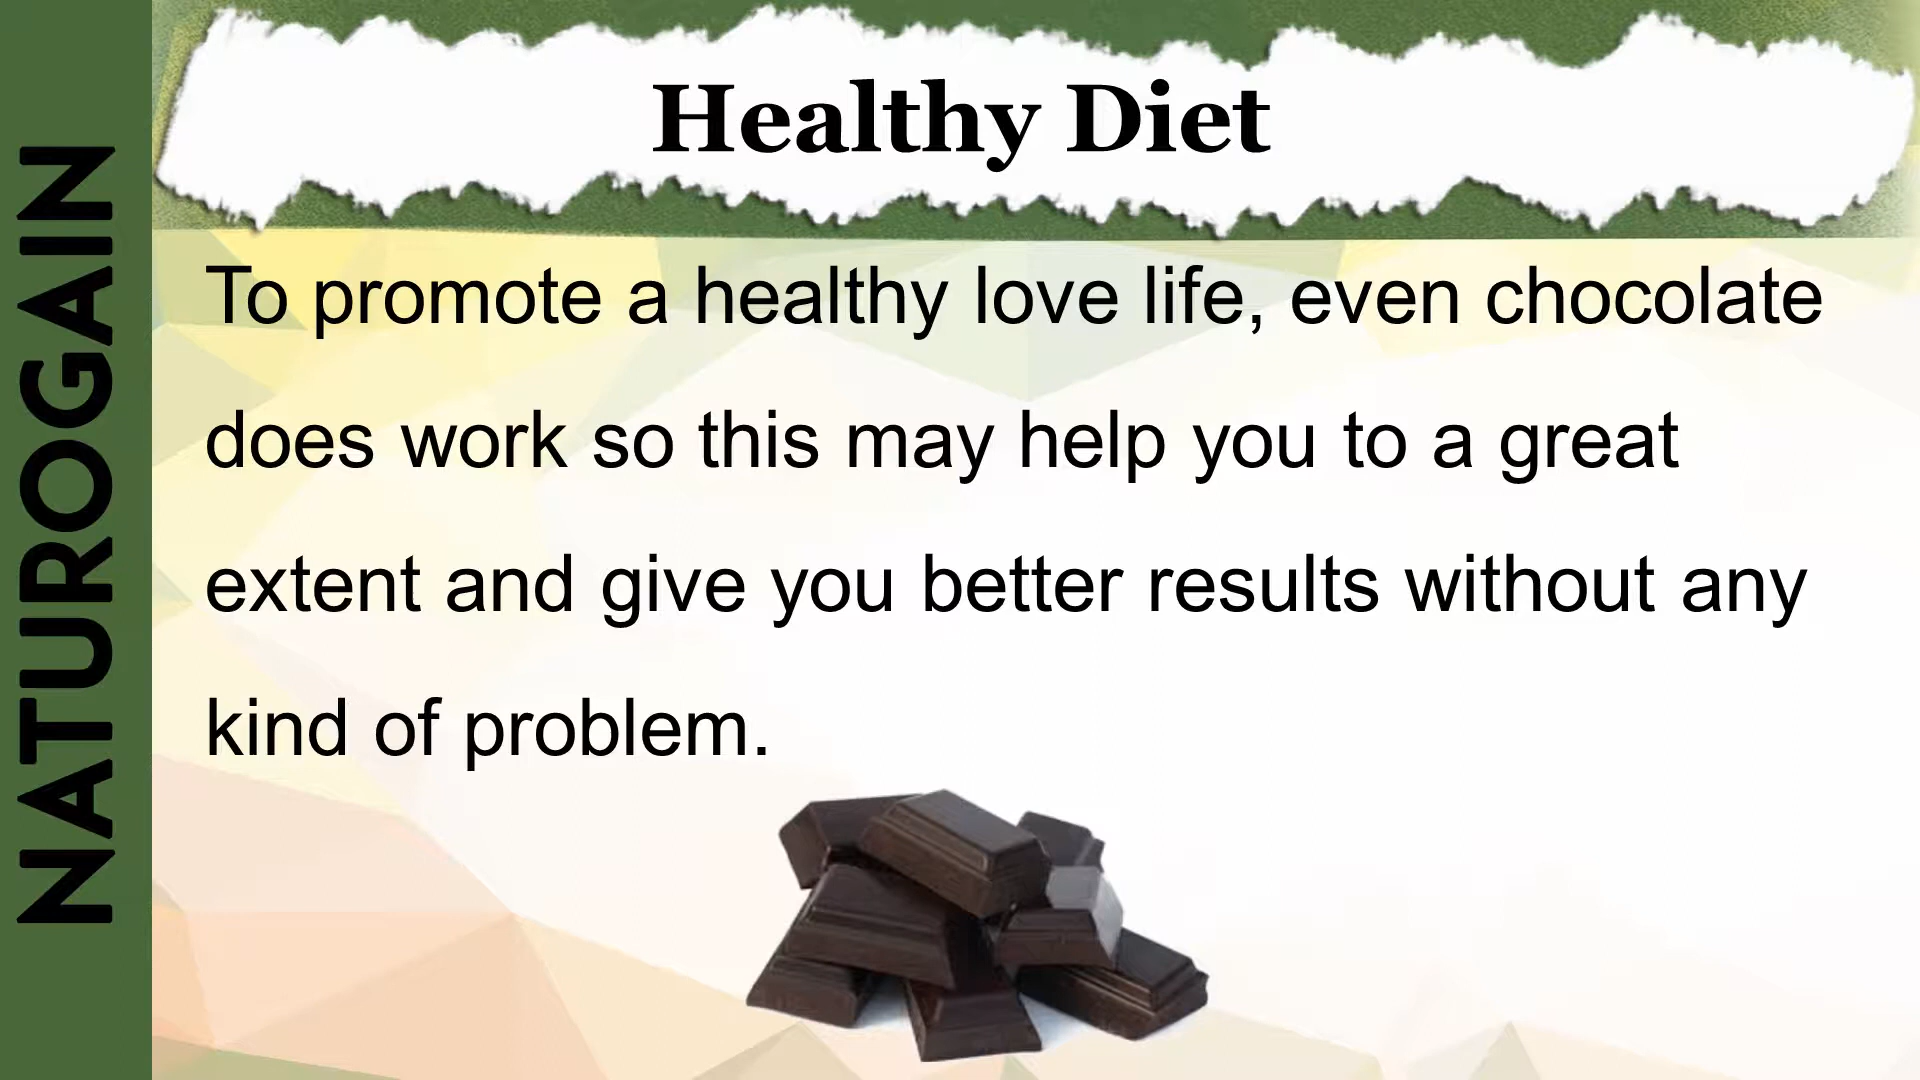 NATUROGAIN
Healthy Diet
To promote a healthy love life, even chocolate
does work so this may help you to a great
extent and give you better results without any
kind of problem.